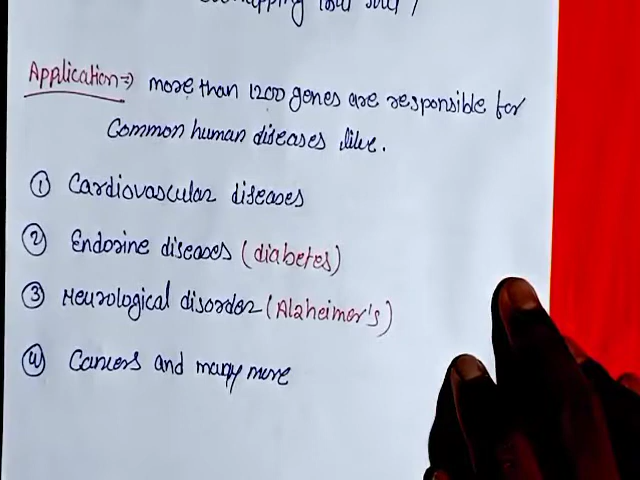 Application => more than 1200 genes are responsible for
Common human diseases like.
① Cardiovascular diseases
② Endorine diseases (diabetes)
③ Neurological disorder (Alzheimer's)
④ Cancers and many more